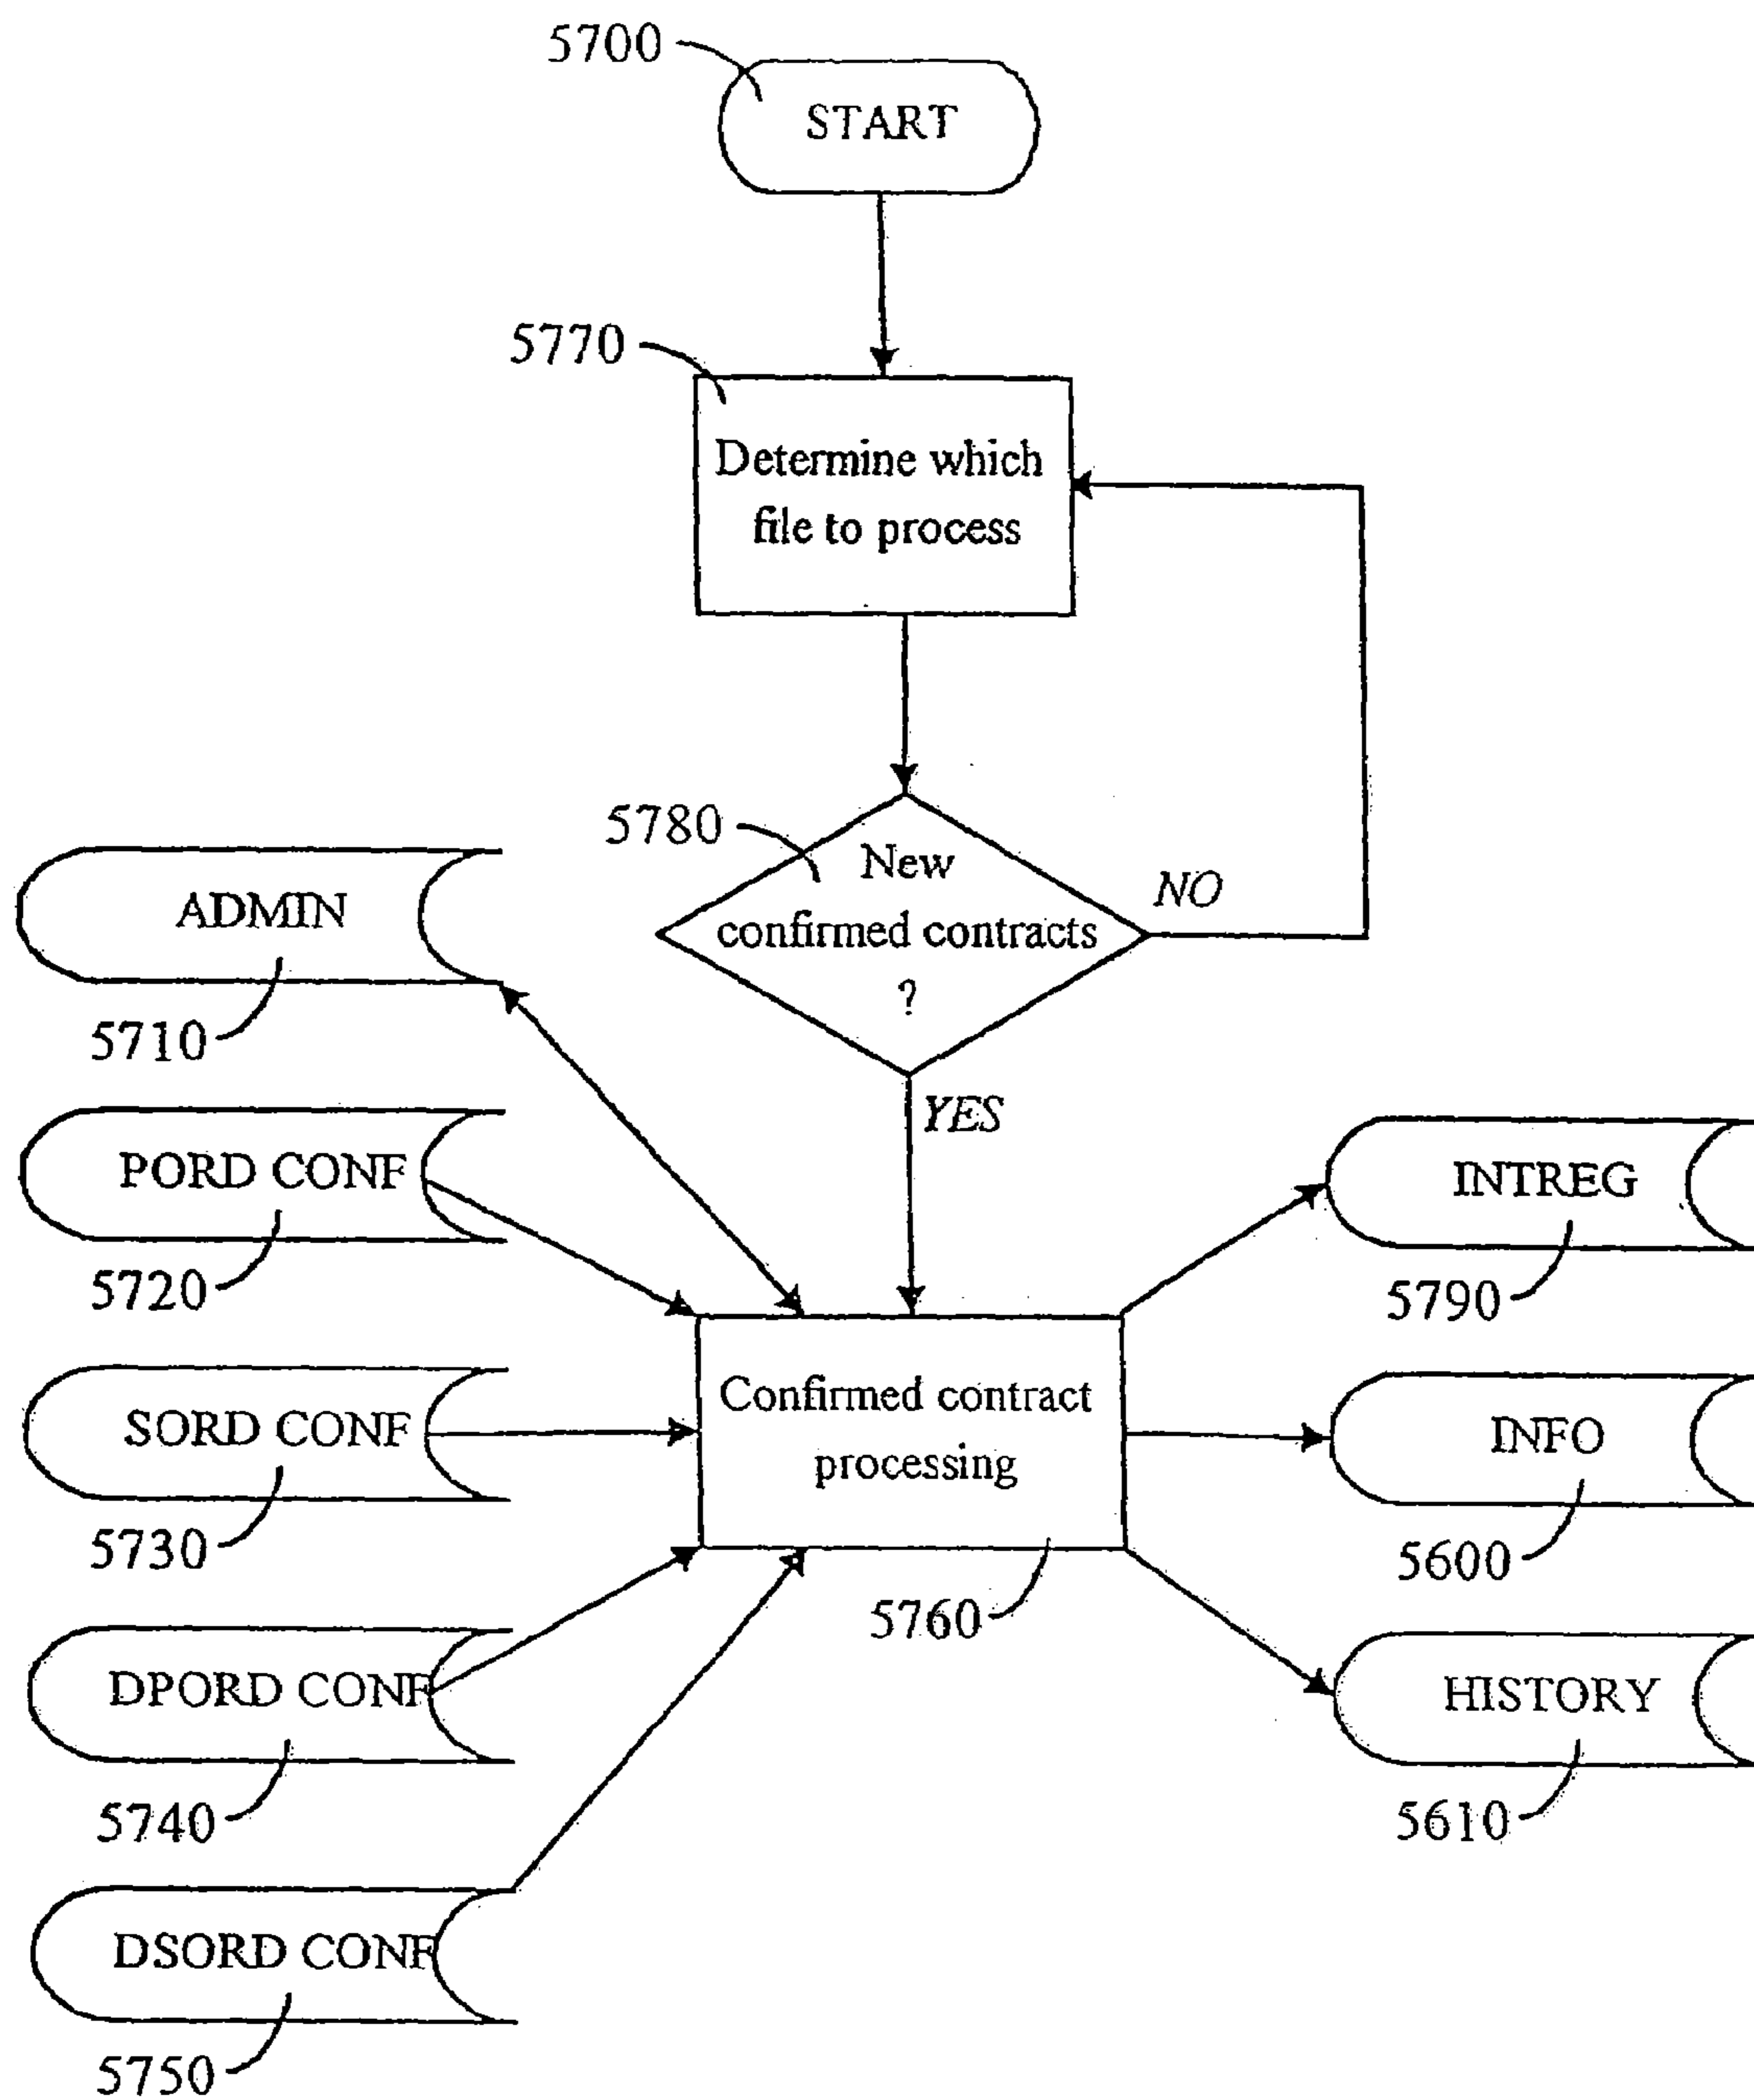 5700
START
5770
Determine which
file to process
5780
New
confirmed contracts
?
NO
YES
ADMIN
5710
PORD CONF
5720
SORD CONF
5730
DPORD CONF
5740
DSORD CONF
5750
Confirmed contract
processing
5760
INTREG
5790
INFO
5600
HISTORY
5610